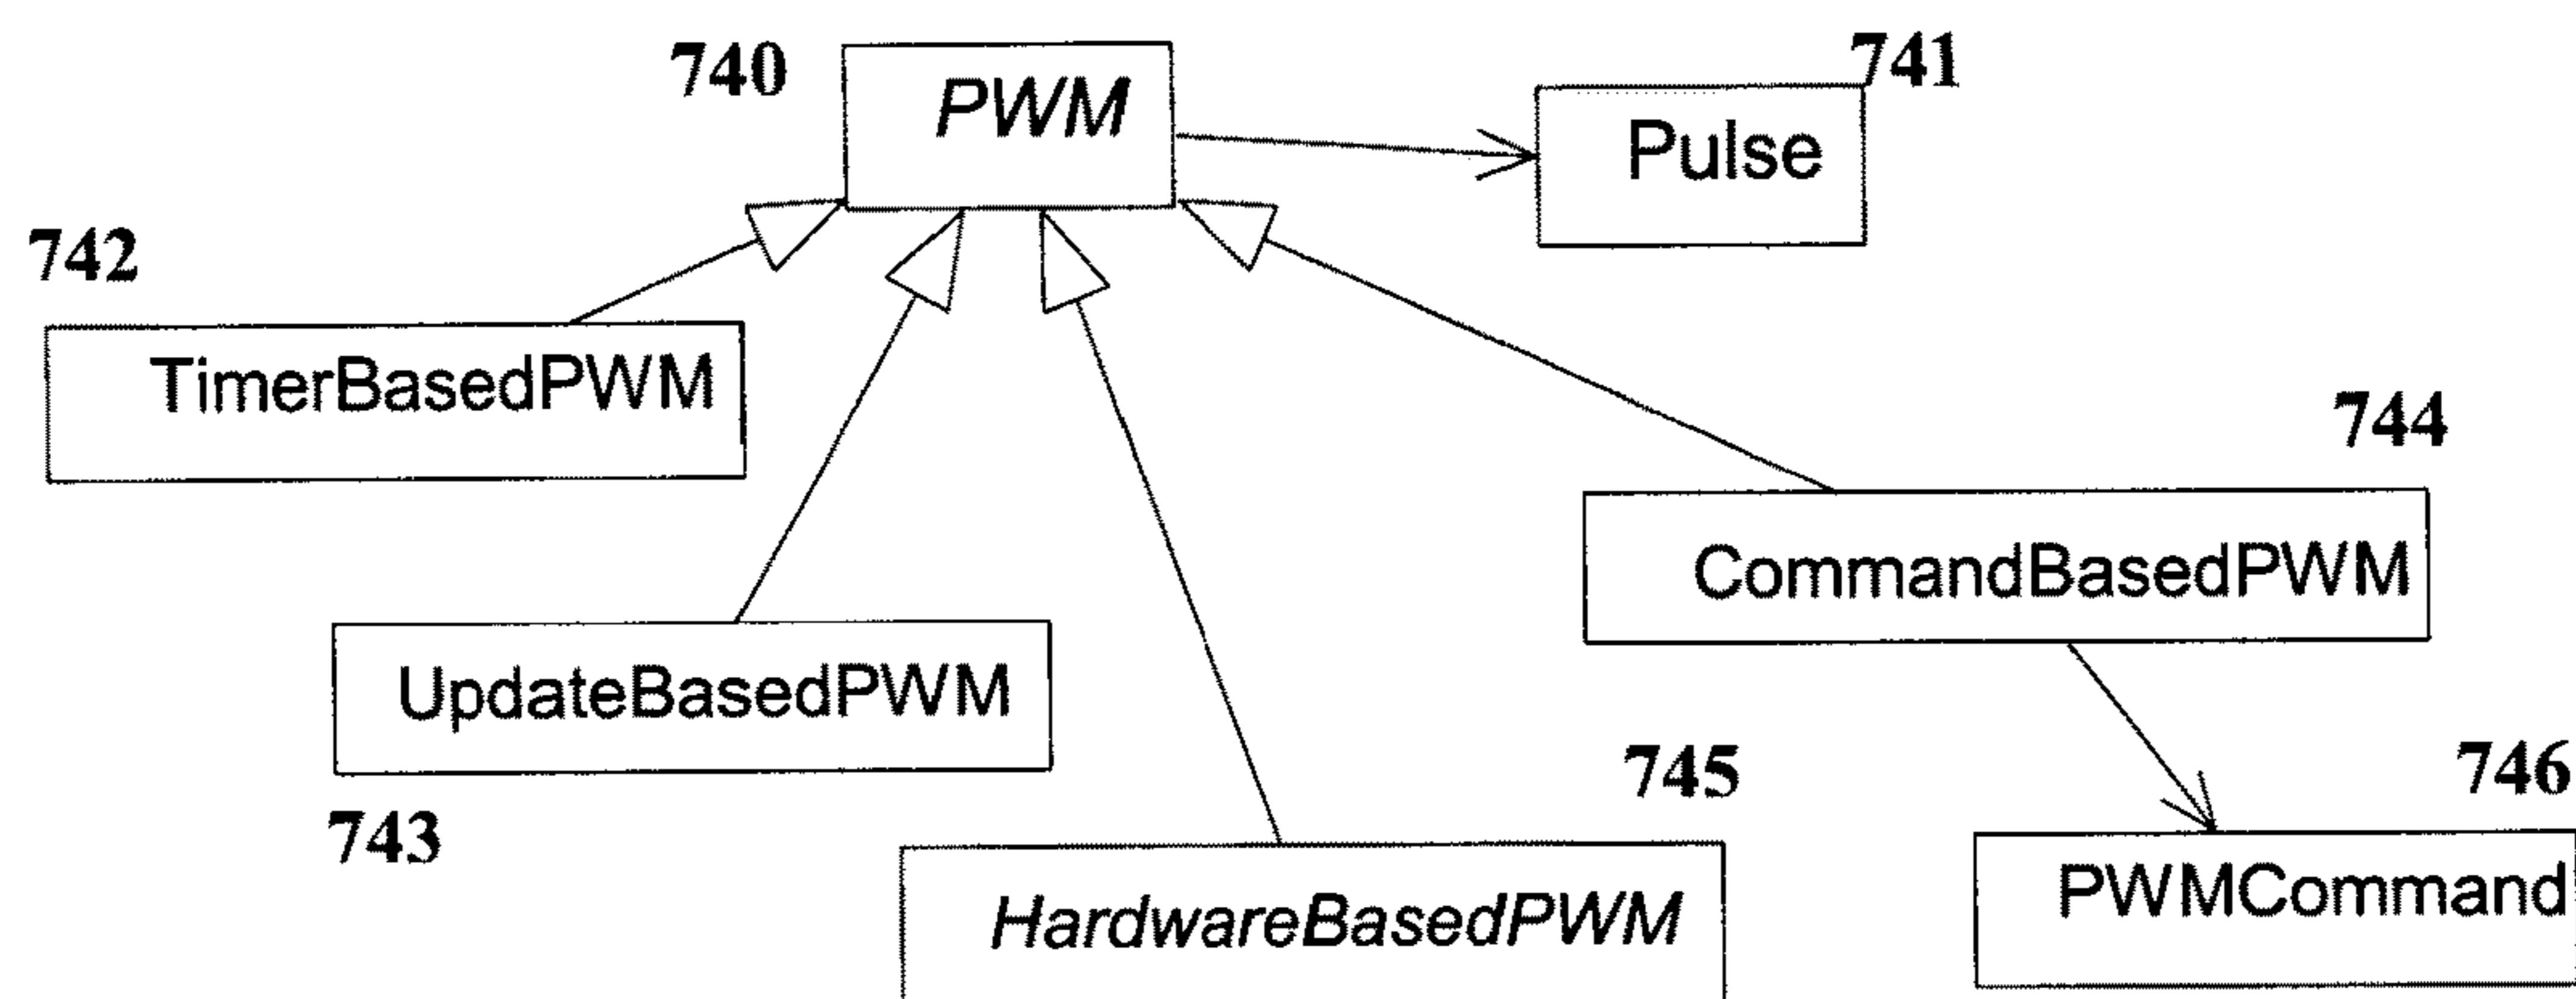 740
PWM
741
Pulse
742
TimerBasedPWM
744
CommandBasedPWM
UpdateBasedPWM
743
745
HardwareBasedPWM
746
PWMCommand